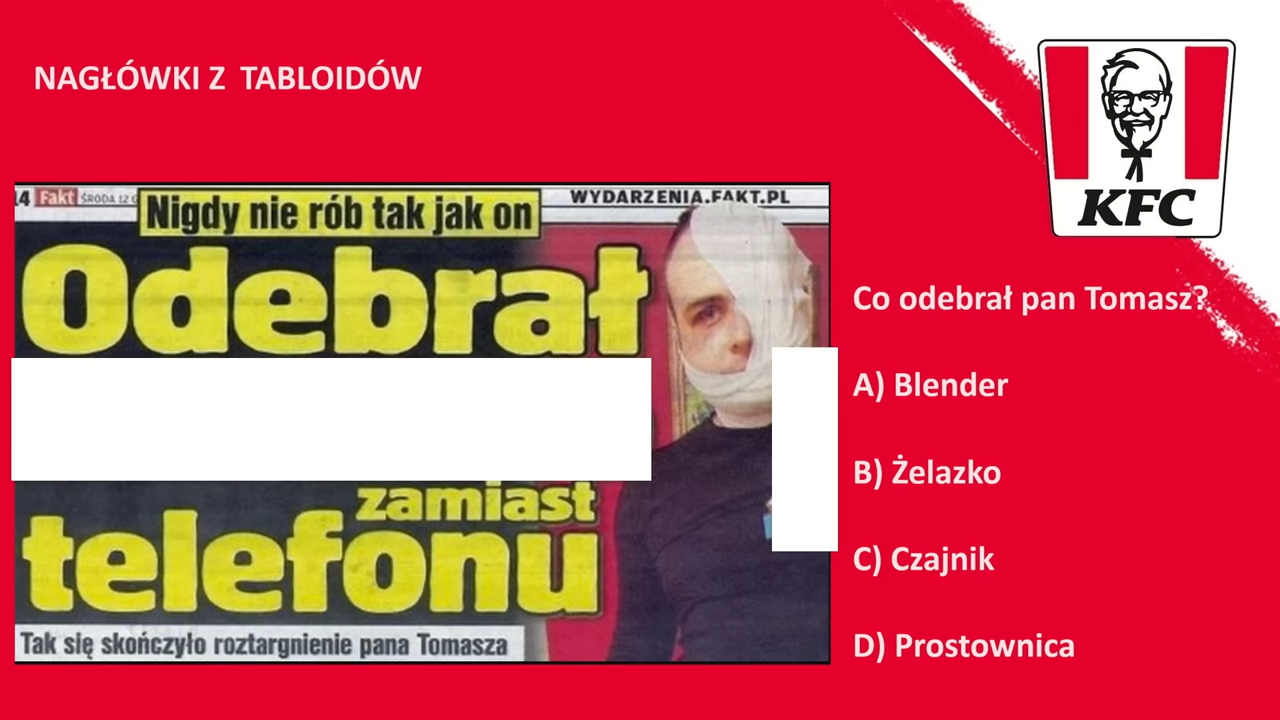 NAGŁÓWKI Z TABLOIDÓW
KFC
14 Fakt ŚRODA 12
WYDARZENIA.FAKT.PL
Nigdy nie rób tak jak on
Odebrał
zamiast
telefonu
Tak się skończyło roztargnienie pana Tomasza
Co odebrał pan Tomasz?
A) Blender
B) Żelazko
C) Czajnik
D) Prostownica